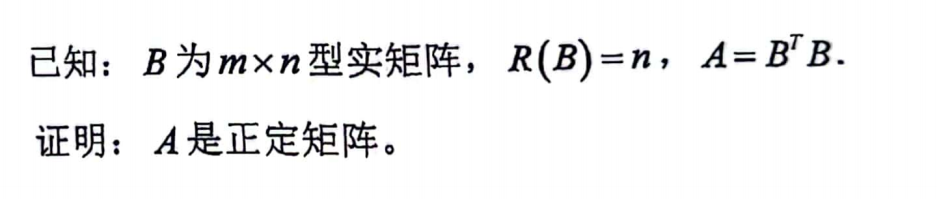 已知： B为m×n型实矩阵， R(B)=n， A=BᵀB.
证明： A是正定矩阵。